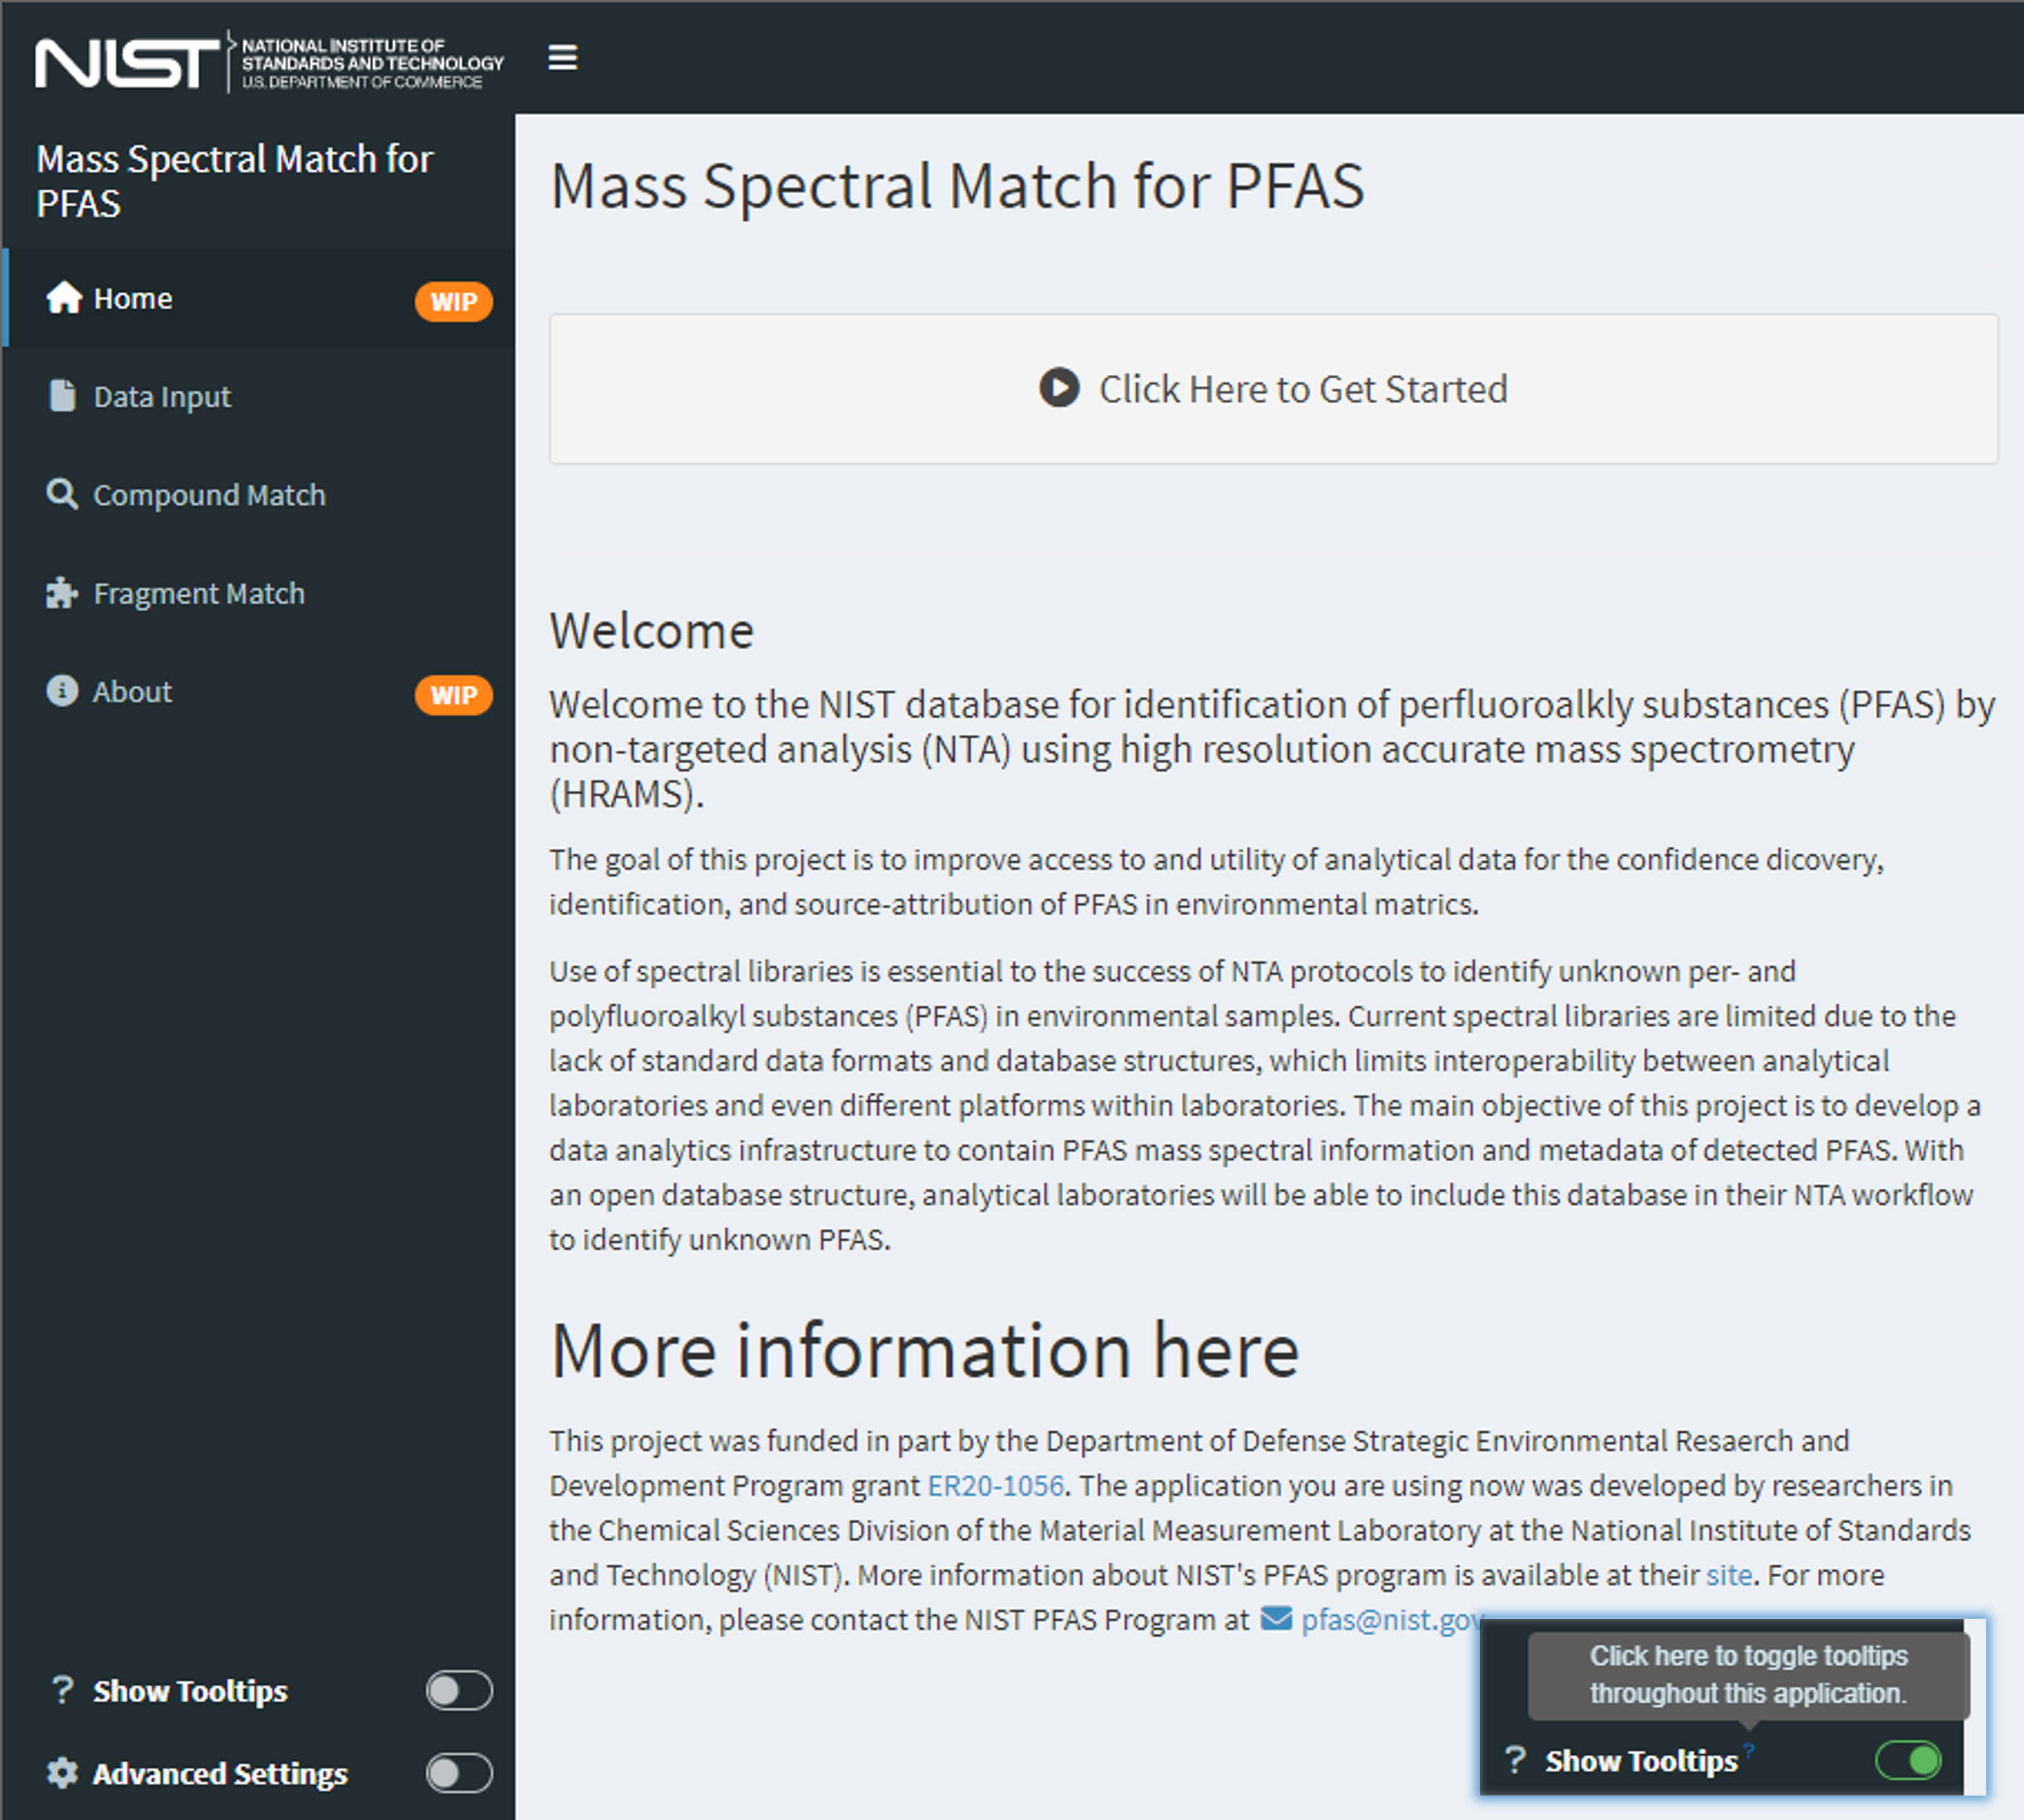 NIST
NATIONAL INSTITUTE OF
STANDARDS AND TECHNOLOGY
U.S. DEPARTMENT OF COMMERCE
Mass Spectral Match for
PFAS
Home WIP
Data Input
Compound Match
Fragment Match
About WIP
? Show Tooltips
Advanced Settings
Mass Spectral Match for PFAS
Click Here to Get Started
Welcome
Welcome to the NIST database for identification of perfluoroalkly substances (PFAS) by
non-targeted analysis (NTA) using high resolution accurate mass spectrometry
(HRAMS).
The goal of this project is to improve access to and utility of analytical data for the confidence dicovery,
identification, and source-attribution of PFAS in environmental matrics.
Use of spectral libraries is essential to the success of NTA protocols to identify unknown per- and
polyfluoroalkyl substances (PFAS) in environmental samples. Current spectral libraries are limited due to the
lack of standard data formats and database structures, which limits interoperability between analytical
laboratories and even different platforms within laboratories. The main objective of this project is to develop a
data analytics infrastructure to contain PFAS mass spectral information and metadata of detected PFAS. With
an open database structure, analytical laboratories will be able to include this database in their NTA workflow
to identify unknown PFAS.
More information here
This project was funded in part by the Department of Defense Strategic Environmental Resaerch and
Development Program grant ER20-1056. The application you are using now was developed by researchers in
the Chemical Sciences Division of the Material Measurement Laboratory at the National Institute of Standards
and Technology (NIST). More information about NIST's PFAS program is available at their site. For more
information, please contact the NIST PFAS Program at pfas@nist.gov
Click here to toggle tooltips
throughout this application.
? Show Tooltips ?